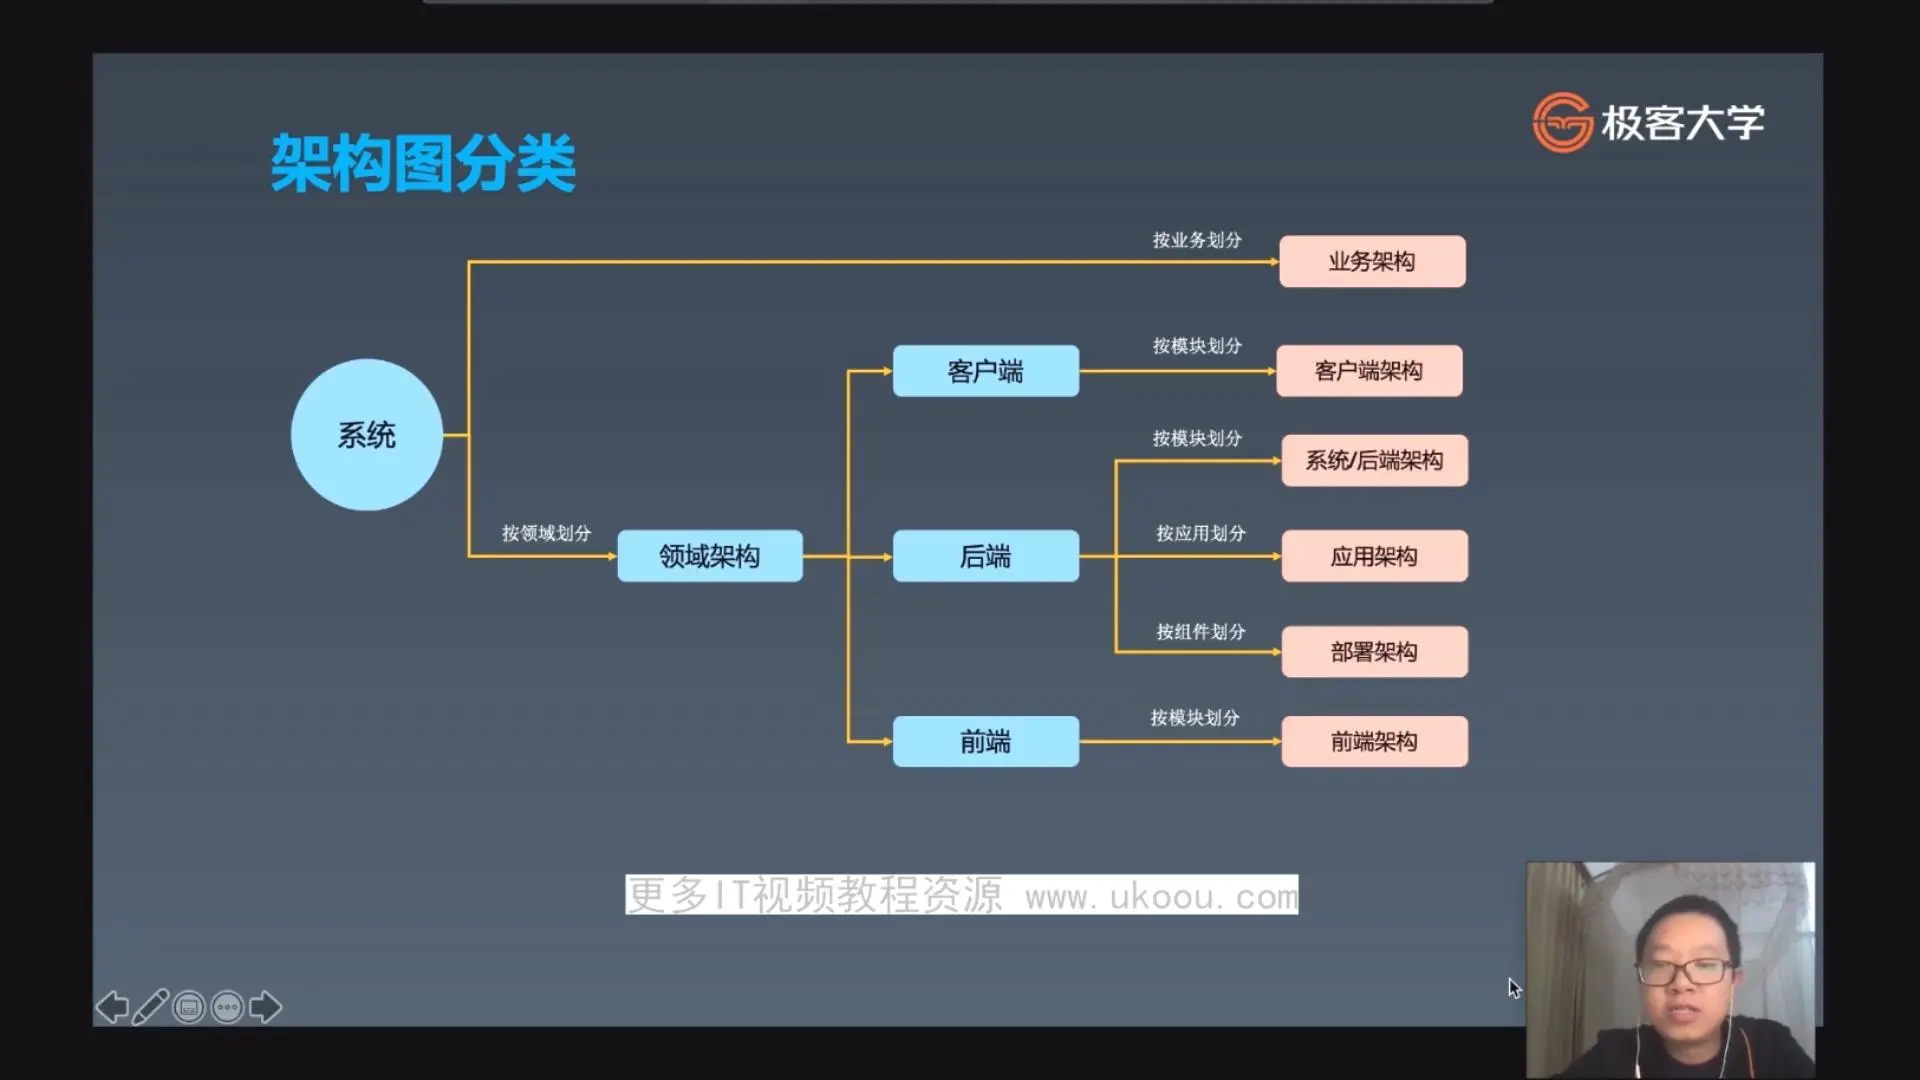 极客大学
架构图分类
按业务划分
业务架构
按模块划分
客户端
客户端架构
系统
按模块划分
系统/后端架构
按领域划分
领域架构
后端
按应用划分
应用架构
按组件划分
部署架构
按模块划分
前端
前端架构
更多IT视频教程资源 www.ukoou.com